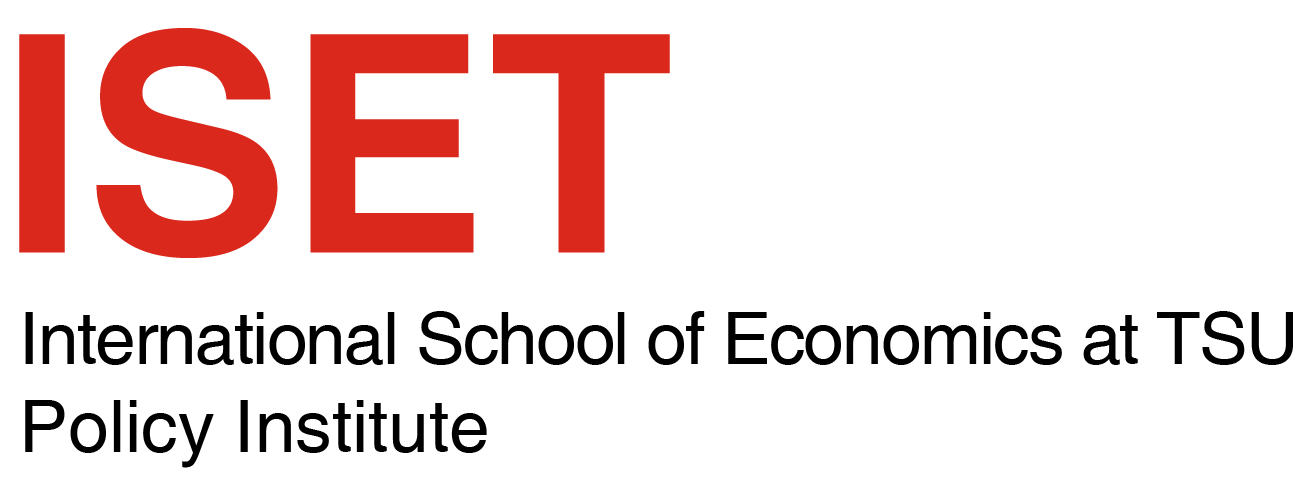 ISET
International School of Economics at TSU
Policy Institute